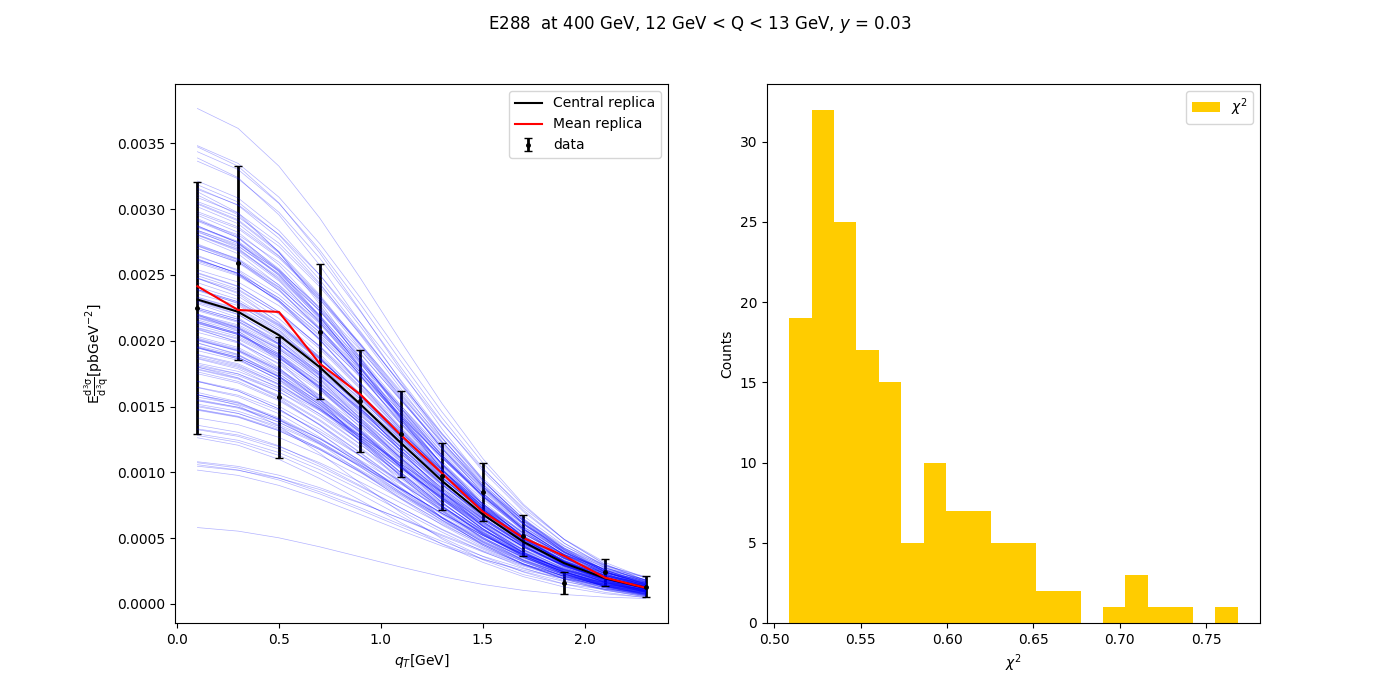 E288 at 400 GeV, 12 GeV < Q < 13 GeV, y = 0.03
Central replica
Mean replica
data
0.0035
0.0030
0.0025
0.0020
0.0015
0.0010
0.0005
0.0000
E d³σ/d³q [pbGeV⁻²]
0.0 0.5 1.0 1.5 2.0
q_T[GeV]
χ²
30
25
20
15
10
5
0
Counts
0.50 0.55 0.60 0.65 0.70 0.75
χ²